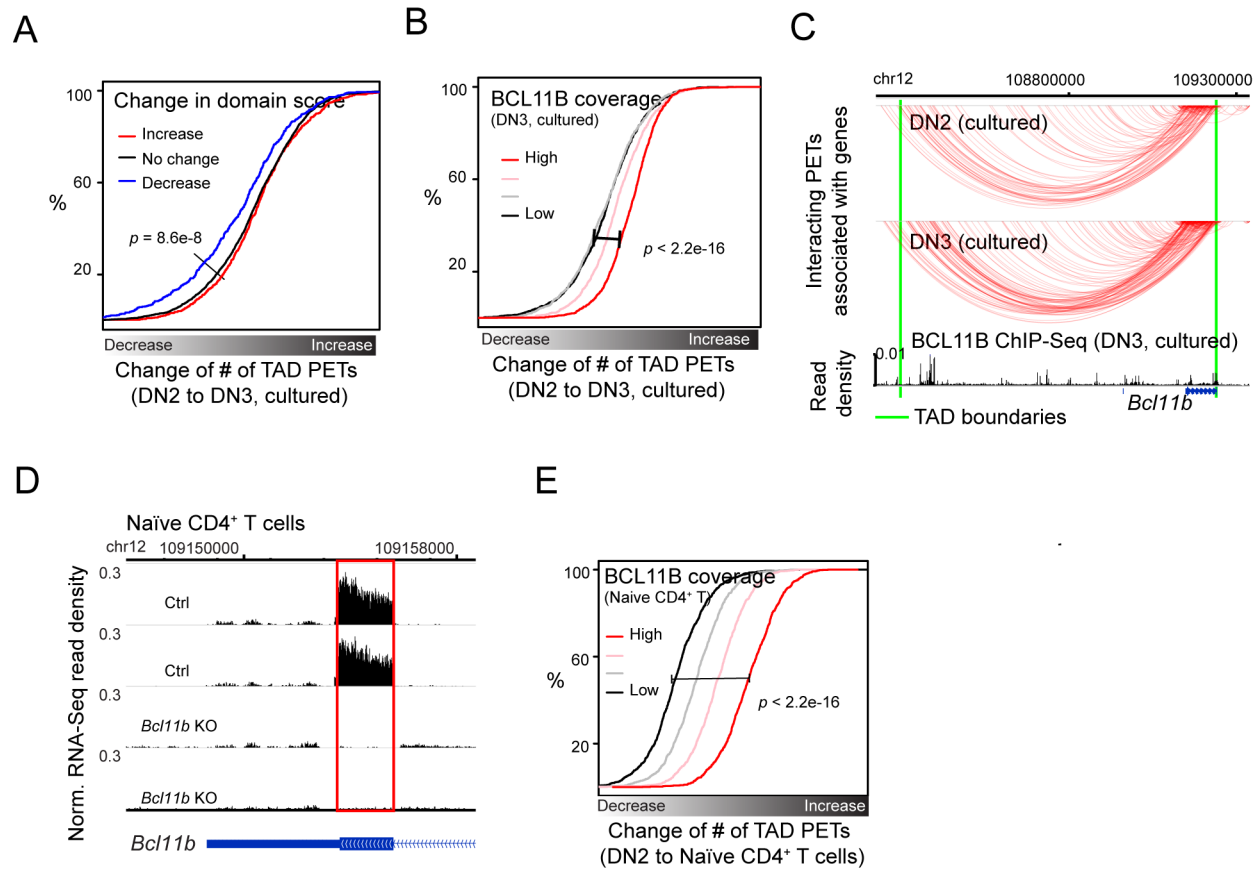 A
100
60
20
%
Change in domain score
Increase
No change
Decrease
p = 8.6e-8
Decrease Increase
Change of # of TAD PETs
(DN2 to DN3, cultured)
B
100
60
20
%
BCL11B coverage
(DN3, cultured)
High
Low
p < 2.2e-16
Decrease Increase
Change of # of TAD PETs
(DN2 to DN3, cultured)
C
chr12 108800000 109300000
Interacting PETs
associated with genes
DN2 (cultured)
DN3 (cultured)
BCL11B ChIP-Seq (DN3, cultured)
0.01
Read
density
Bcl11b
TAD boundaries
D
Naïve CD4+ T cells
chr12 109150000 109158000
Norm. RNA-Seq read density
0.3
Ctrl
0.3
Ctrl
0.3
Bcl11b KO
0.3
Bcl11b KO
Bcl11b
E
100
60
20
%
BCL11B coverage
(Naive CD4+ T)
High
Low
p < 2.2e-16
Decrease Increase
Change of # of TAD PETs
(DN2 to Naïve CD4+ T cells)